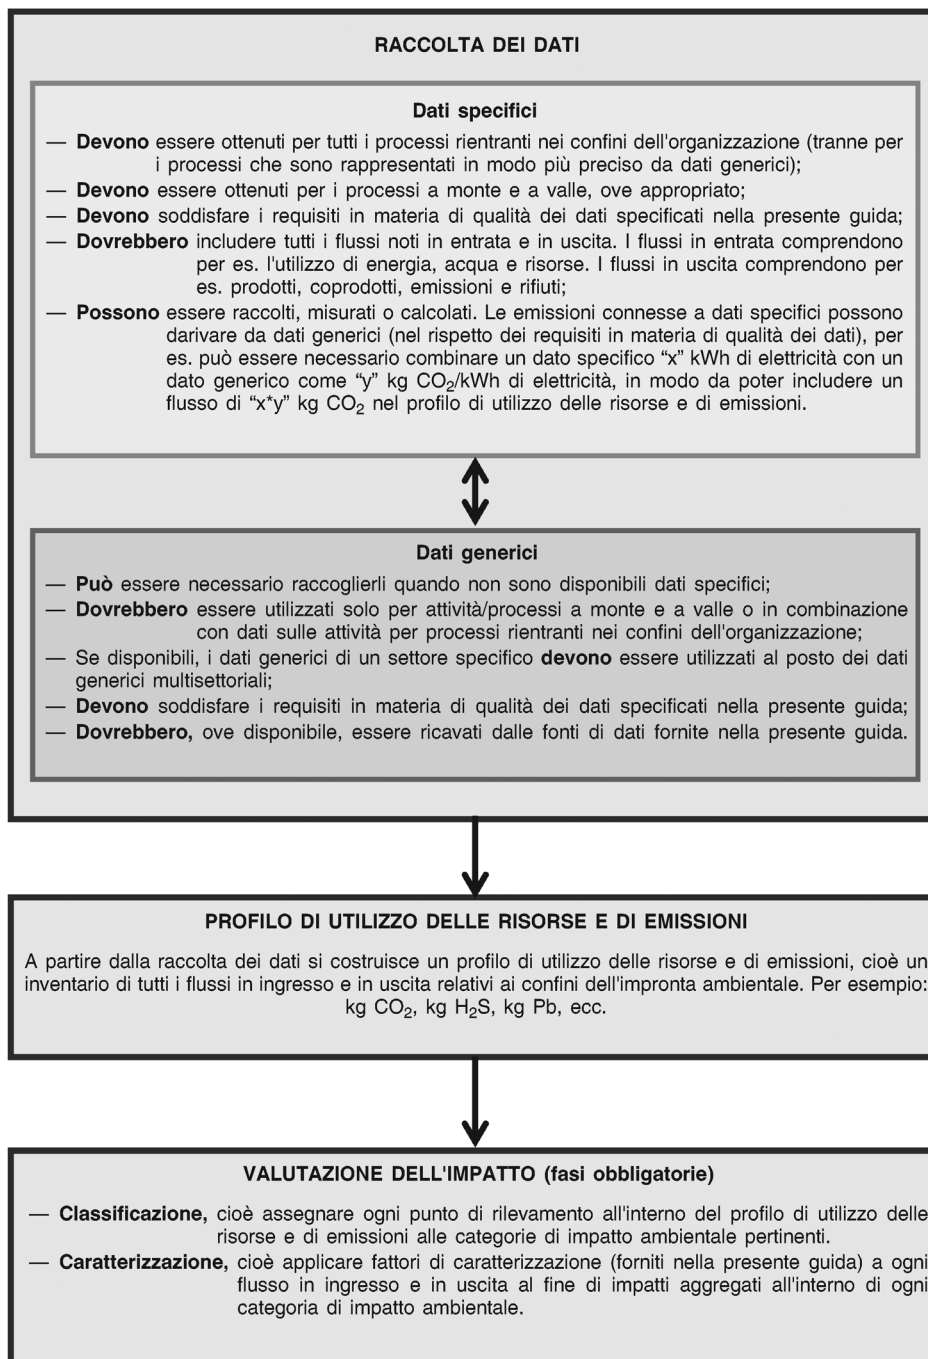 RACCOLTA DEI DATI
Dati specifici
— Devono essere ottenuti per tutti i processi rientranti nei confini dell'organizzazione (tranne per
i processi che sono rappresentati in modo più preciso da dati generici);
— Devono essere ottenuti per i processi a monte e a valle, ove appropriato;
— Devono soddisfare i requisiti in materia di qualità dei dati specificati nella presente guida;
— Dovrebbero includere tutti i flussi noti in entrata e in uscita. I flussi in entrata comprendono
per es. l'utilizzo di energia, acqua e risorse. I flussi in uscita comprendono per
es. prodotti, coprodotti, emissioni e rifiuti;
— Possono essere raccolti, misurati o calcolati. Le emissioni connesse a dati specifici possono
darivare da dati generici (nel rispetto dei requisiti in materia di qualità dei dati), per
es. può essere necessario combinare un dato specifico “x” kWh di elettricità con un
dato generico come “y” kg CO₂/kWh di elettricità, in modo da poter includere un
flusso di “x*y” kg CO₂ nel profilo di utilizzo delle risorse e di emissioni.
Dati generici
— Può essere necessario raccoglierli quando non sono disponibili dati specifici;
— Dovrebbero essere utilizzati solo per attività/processi a monte e a valle o in combinazione
con dati sulle attività per processi rientranti nei confini dell'organizzazione;
— Se disponibili, i dati generici di un settore specifico devono essere utilizzati al posto dei dati
generici multisettoriali;
— Devono soddisfare i requisiti in materia di qualità dei dati specificati nella presente guida;
— Dovrebbero, ove disponibile, essere ricavati dalle fonti di dati fornite nella presente guida.
PROFILO DI UTILIZZO DELLE RISORSE E DI EMISSIONI
A partire dalla raccolta dei dati si costruisce un profilo di utilizzo delle risorse e di emissioni, cioè un
inventario di tutti i flussi in ingresso e in uscita relativi ai confini dell'impronta ambientale. Per esempio:
kg CO₂, kg H₂S, kg Pb, ecc.
VALUTAZIONE DELL'IMPATTO (fasi obbligatorie)
— Classificazione, cioè assegnare ogni punto di rilevamento all'interno del profilo di utilizzo delle
risorse e di emissioni alle categorie di impatto ambientale pertinenti.
— Caratterizzazione, cioè applicare fattori di caratterizzazione (forniti nella presente guida) a ogni
flusso in ingresso e in uscita al fine di impatti aggregati all'interno di ogni
categoria di impatto ambientale.